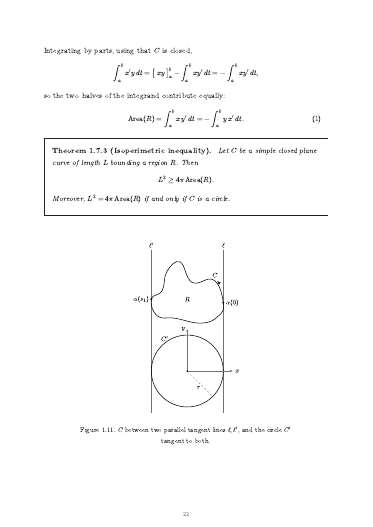 Integrating by parts, using that C is closed,
∫_a^b x′y dt = [xy]_a^b − ∫_a^b xy′ dt = − ∫_a^b xy′ dt,
so the two halves of the integrand contribute equally:
Area(R) = ∫_a^b xy′ dt = − ∫_a^b yx′ dt. (1)
Theorem 1.7.3 (Isoperimetric inequality). Let C be a simple closed plane
curve of length L bounding a region R. Then
L² ≥ 4π Area(R).
Moreover, L² = 4π Area(R) if and only if C is a circle.
ℓ′ ℓ
C
α(s₁) R α(0)
y
C′
x
r
Figure 1.11. C between two parallel tangent lines ℓ, ℓ′, and the circle C′
tangent to both.
22